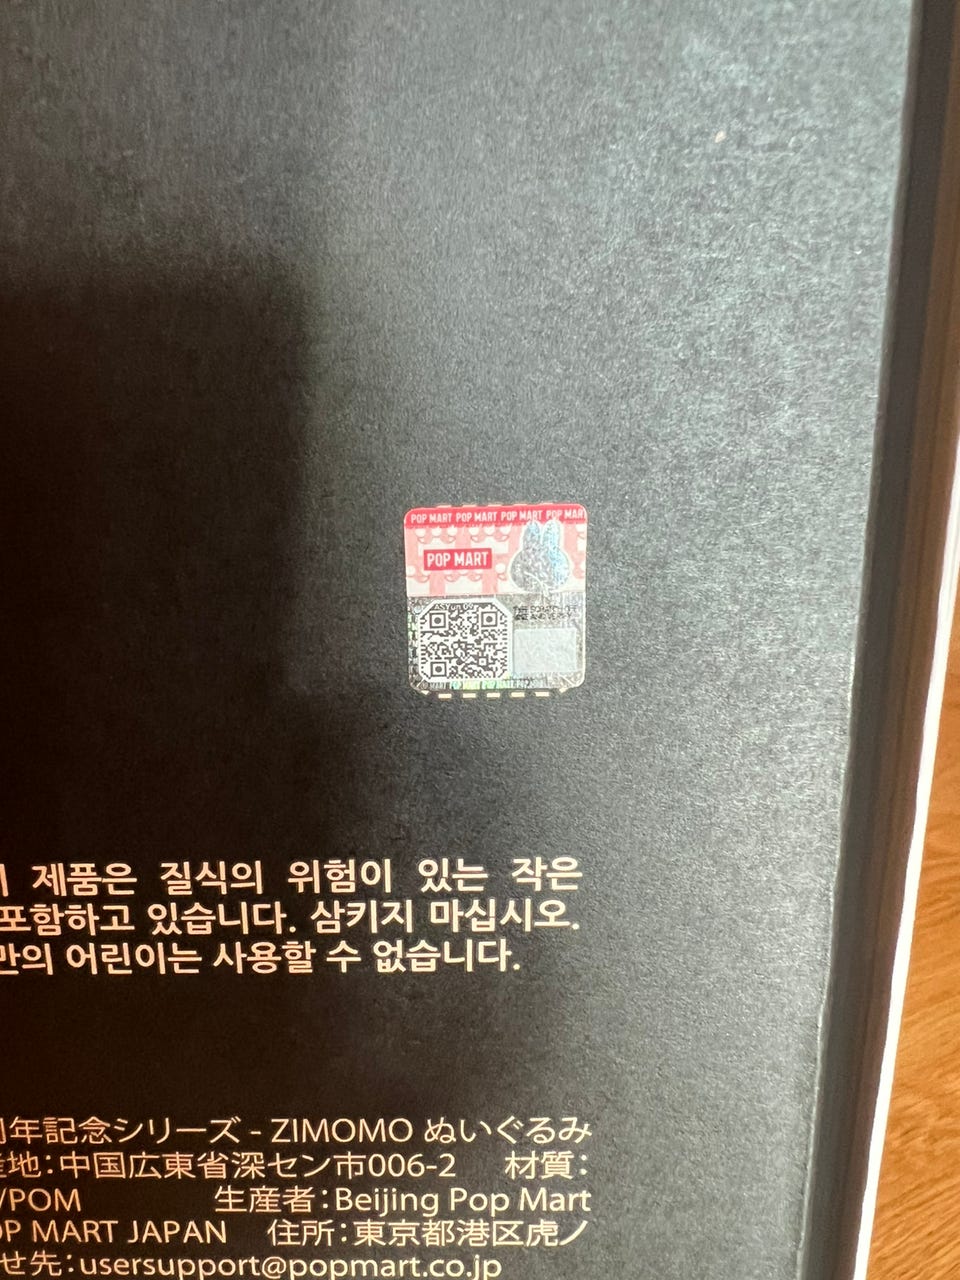 POP MART POP MART POP MART POP MAR
POP MART
제품은 질식의 위험이 있는 작은
포함하고 있습니다. 삼키지 마십시오.
만의 어린이는 사용할 수 없습니다.
年記念シリーズ - ZIMOMO ぬいぐるみ
地：中国広東省深セン市006-2 材質：
/POM 生産者：Beijing Pop Mart
OP MART JAPAN 住所：東京都港区虎ノ
せ先：usersupport@popmart.co.jp